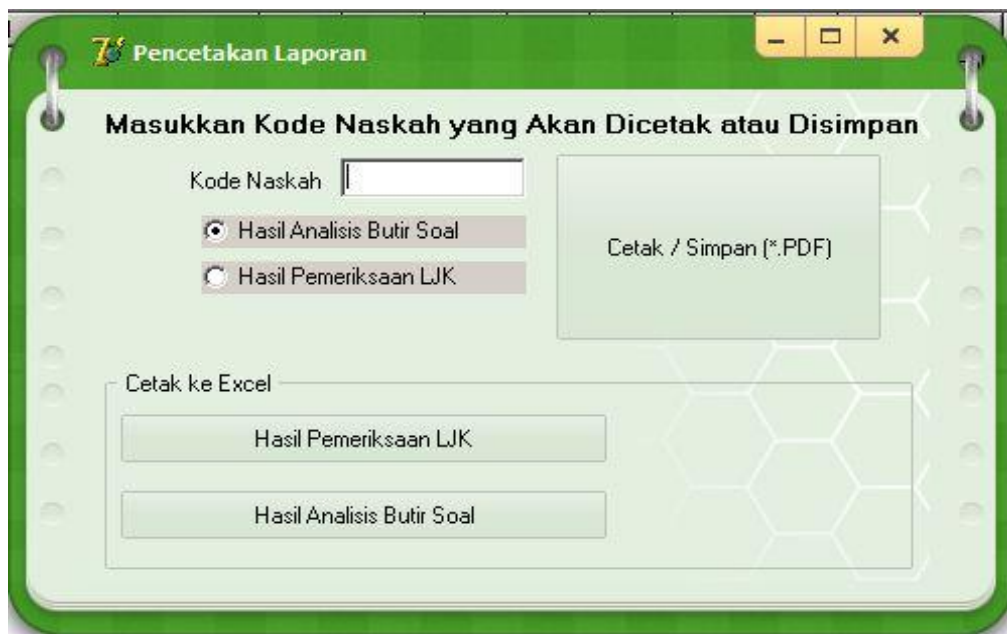 Pencetakan Laporan
Masukkan Kode Naskah yang Akan Dicetak atau Disimpan
Kode Naskah
Hasil Analisis Butir Soal
Hasil Pemeriksaan LJK
Cetak / Simpan (*.PDF)
Cetak ke Excel
Hasil Pemeriksaan LJK
Hasil Analisis Butir Soal